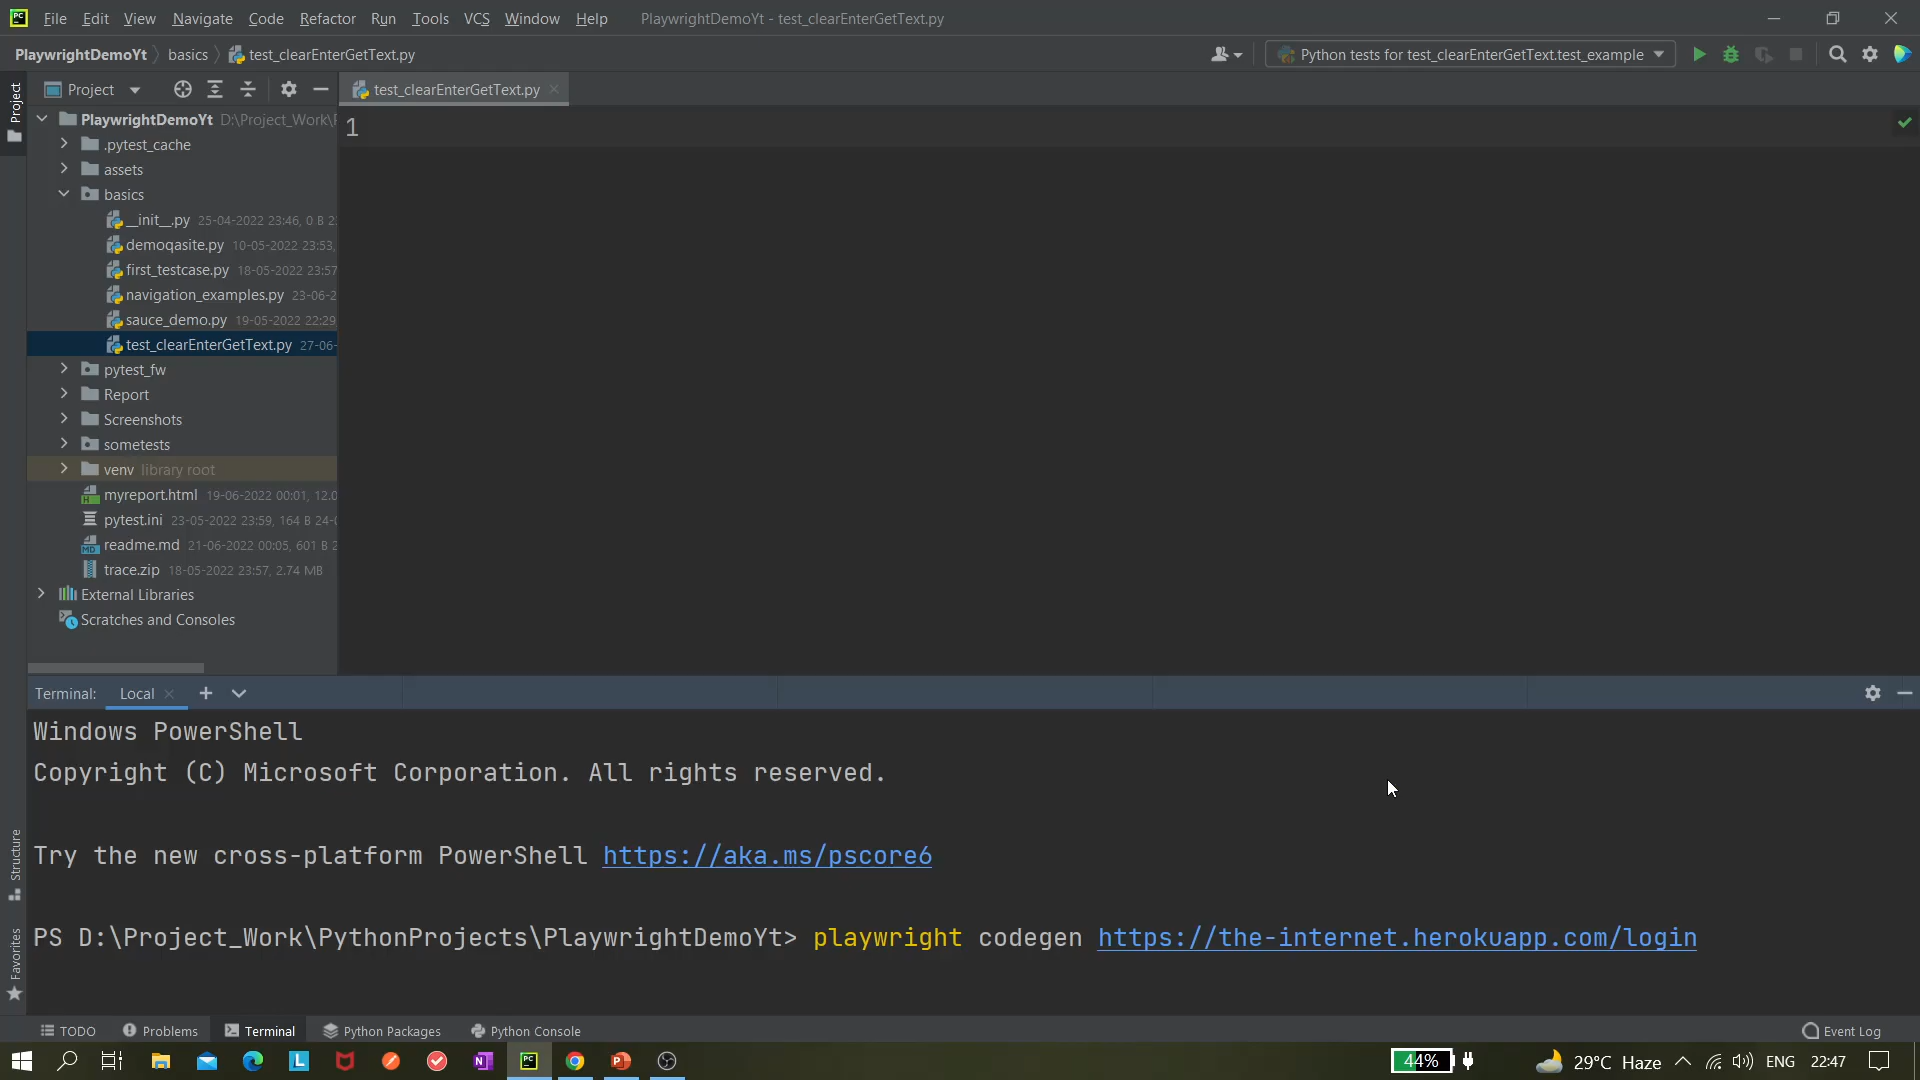 File Edit View Navigate Code Refactor Run Tools VCS Window Help PlaywrightDemoYt - test_clearEnterGetText.py
PlaywrightDemoYt basics test_clearEnterGetText.py Python tests for test_clearEnterGetText.test_example
Project
Project
test_clearEnterGetText.py
PlaywrightDemoYt D:\Project_Work\
1
.pytest_cache
assets
basics
__init__.py 25-04-2022 23:46, 0 B
demoqasite.py 10-05-2022 23:53,
first_testcase.py 18-05-2022 23:57
navigation_examples.py 23-06-2
sauce_demo.py 19-05-2022 22:29
test_clearEnterGetText.py 27-06-
pytest_fw
Report
Screenshots
sometests
venv library root
myreport.html 19-06-2022 00:01, 12.0
pytest.ini 23-05-2022 23:59, 164 B 24-
readme.md 21-06-2022 00:05, 601 B 2
trace.zip 18-05-2022 23:57, 2.74 MB
External Libraries
Scratches and Consoles
Terminal: Local
Windows PowerShell
Copyright (C) Microsoft Corporation. All rights reserved.
Try the new cross-platform PowerShell https://aka.ms/pscore6
PS D:\Project_Work\PythonProjects\PlaywrightDemoYt> playwright codegen https://the-internet.herokuapp.com/login
Structure
Favorites
TODO Problems Terminal Python Packages Python Console Event Log
44% 29°C Haze ENG 22:47